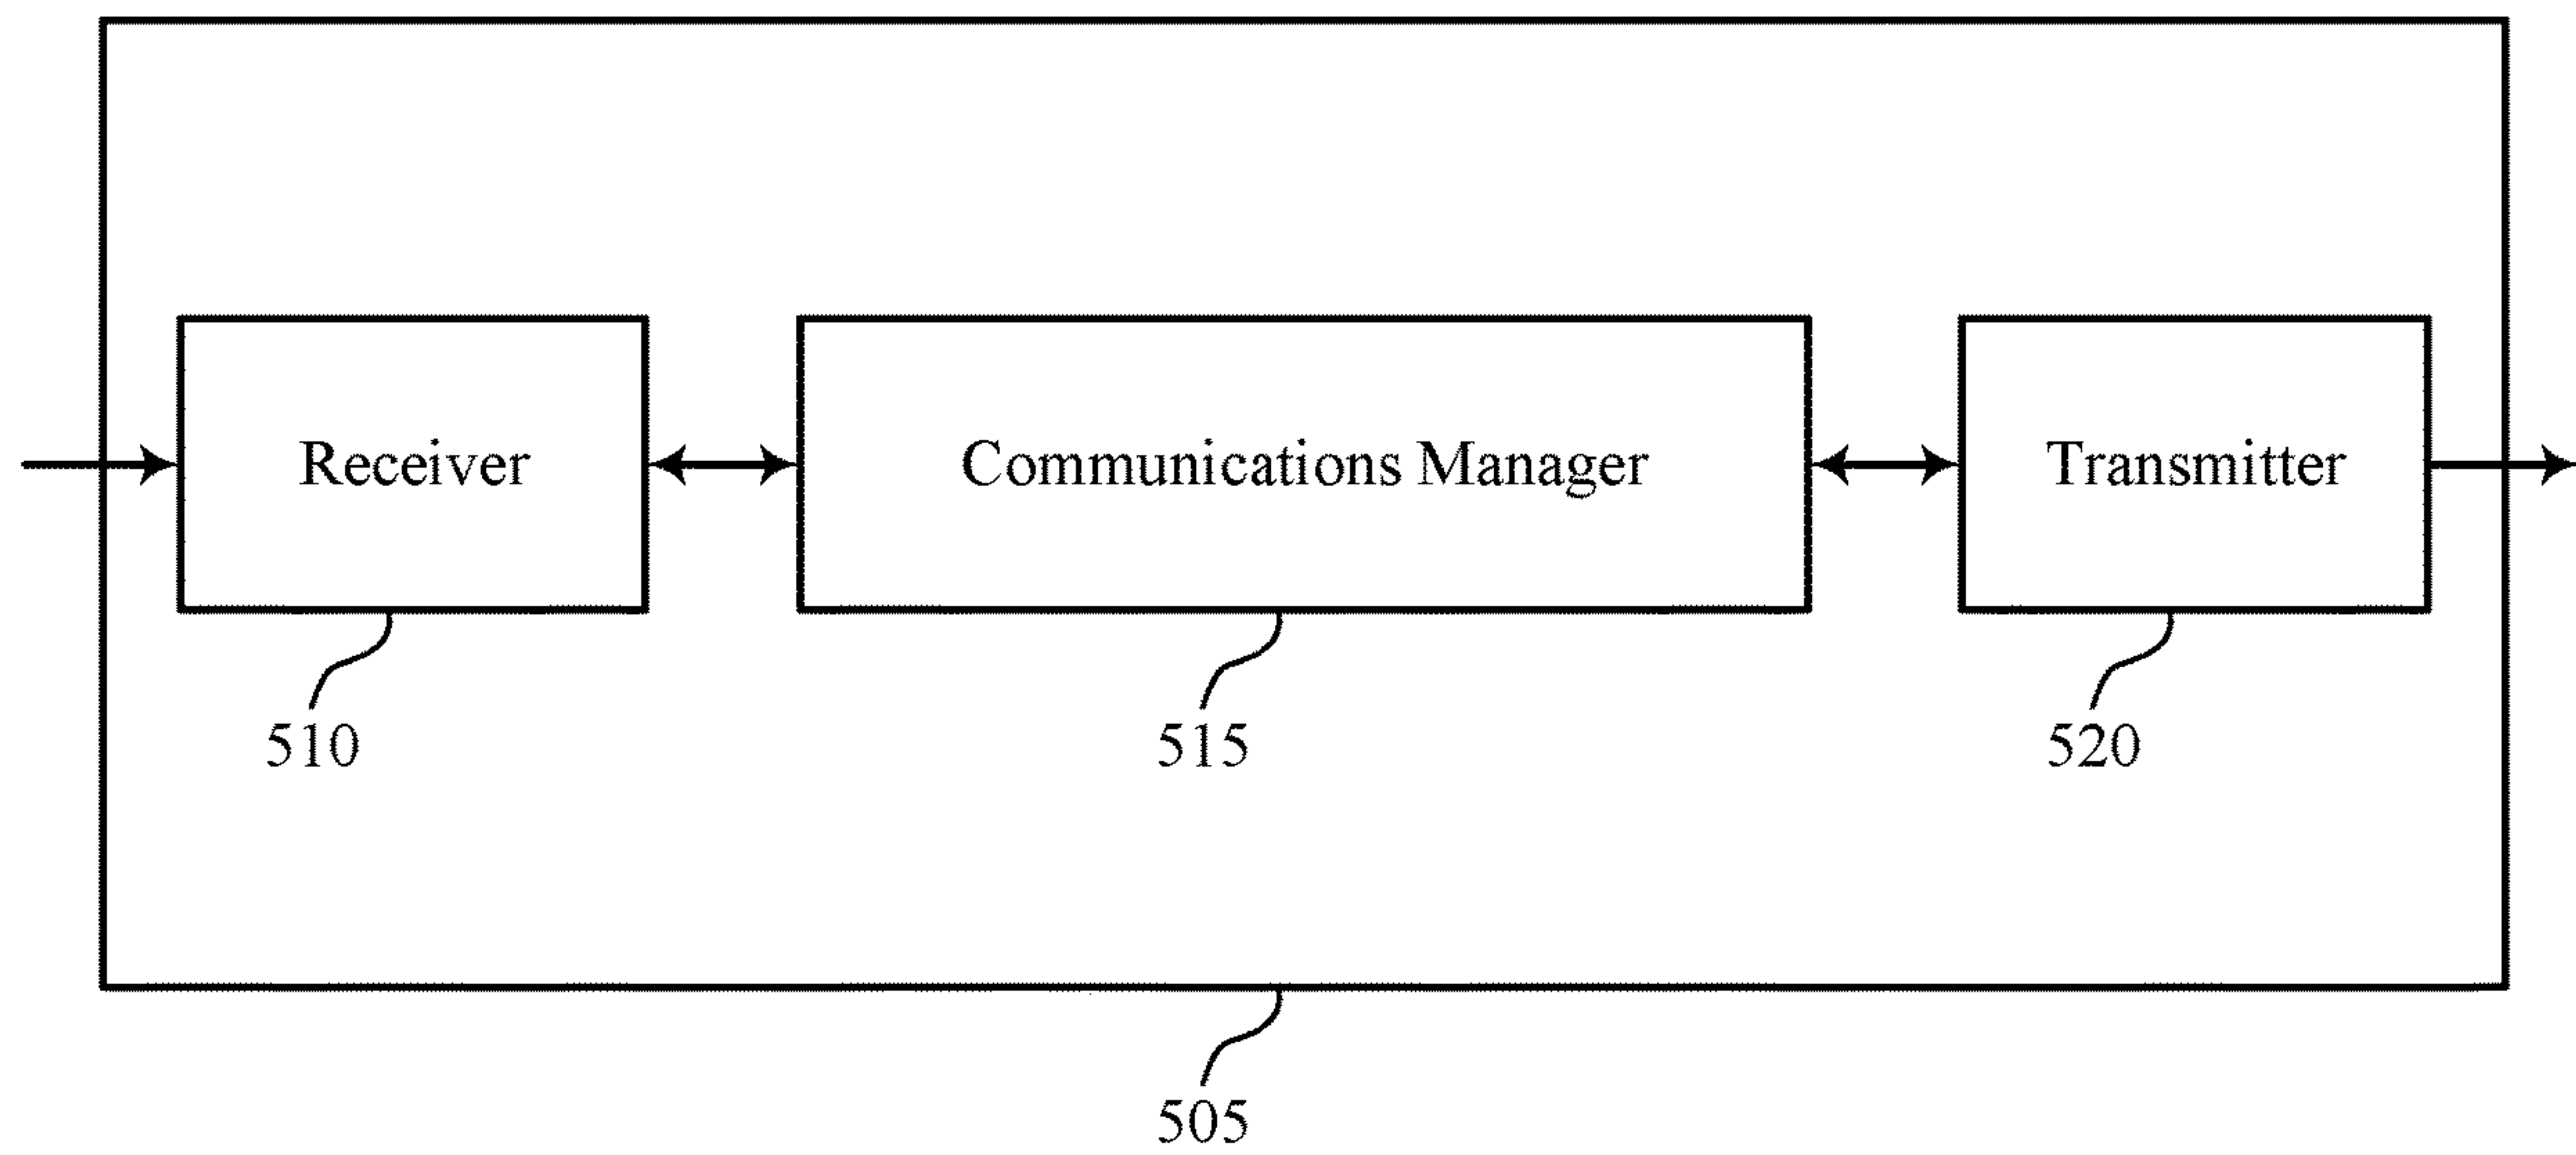 Receiver
Communications Manager
Transmitter
510
515
520
505